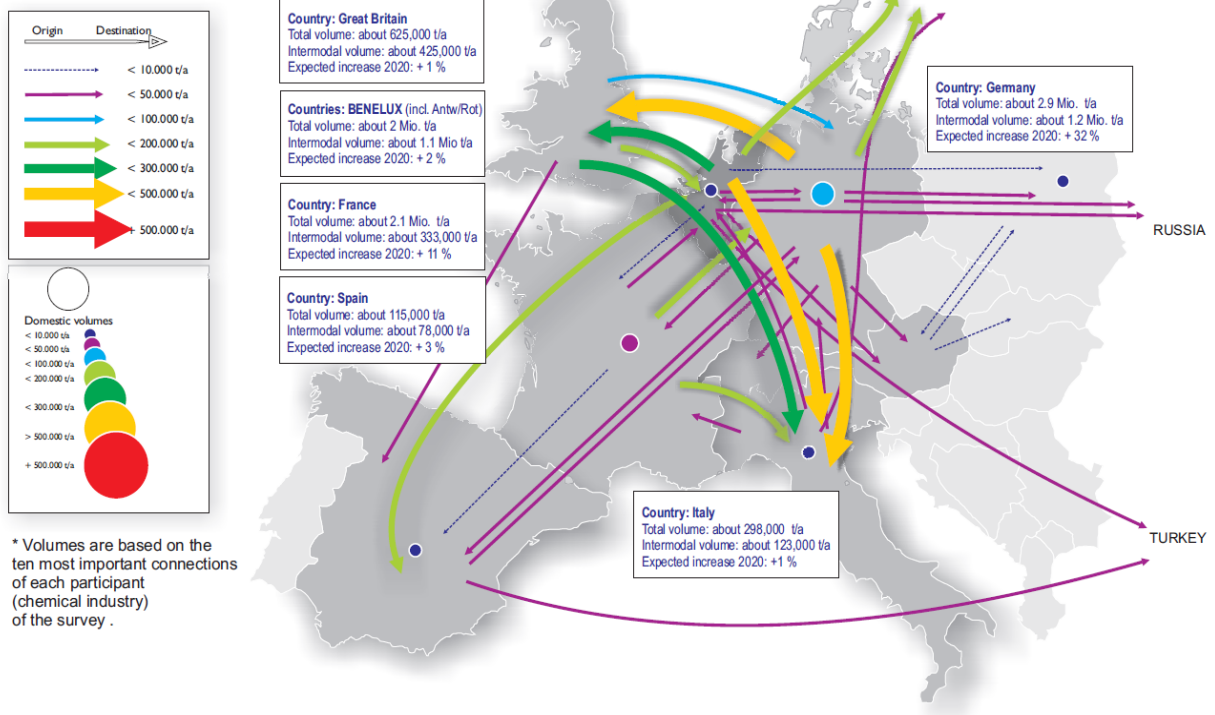 Origin Destination
< 10.000 t/a
< 50.000 t/a
< 100.000 t/a
< 200.000 t/a
< 300.000 t/a
< 500.000 t/a
+ 500.000 t/a
Domestic volumes
< 10.000 t/a
< 50.000 t/a
< 100.000 t/a
< 200.000 t/a
< 300.000 t/a
> 500.000 t/a
+ 500.000 t/a
* Volumes are based on the
ten most important connections
of each participant
(chemical industry)
of the survey .
Country: Great Britain
Total volume: about 625,000 t/a
Intermodal volume: about 425,000 t/a
Expected increase 2020: + 1 %
Countries: BENELUX (incl. Antw/Rot)
Total volume: about 2 Mio. t/a
Intermodal volume: about 1.1 Mio t/a
Expected increase 2020: + 2 %
Country: France
Total volume: about 2.1 Mio. t/a
Intermodal volume: about 333,000 t/a
Expected increase 2020: + 11 %
Country: Spain
Total volume: about 115,000 t/a
Intermodal volume: about 78,000 t/a
Expected increase 2020: + 3 %
Country: Germany
Total volume: about 2.9 Mio. t/a
Intermodal volume: about 1.2 Mio. t/a
Expected increase 2020: + 32 %
RUSSIA
Country: Italy
Total volume: about 298,000 t/a
Intermodal volume: about 123,000 t/a
Expected increase 2020: +1 %
TURKEY